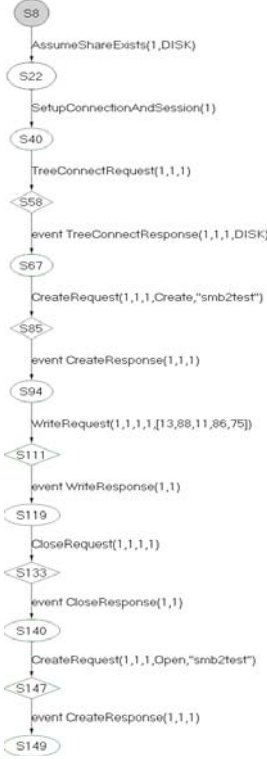 S8
AssumeShareExists(1,DISK)
S22
SetupConnectionAndSession(1)
S40
TreeConnectRequest(1,1,1)
S58
event TreeConnectResponse(1,1,1,DISK)
S67
CreateRequest(1,1,1,Create,"smb2test")
S85
event CreateResponse(1,1,1)
S94
WriteRequest(1,1,1,1,[13,88,11,86,75])
S111
event WriteResponse(1,1)
S119
CloseRequest(1,1,1,1)
S133
event CloseResponse(1,1)
S140
CreateRequest(1,1,1,Open,"smb2test")
S147
event CreateResponse(1,1,1)
S149